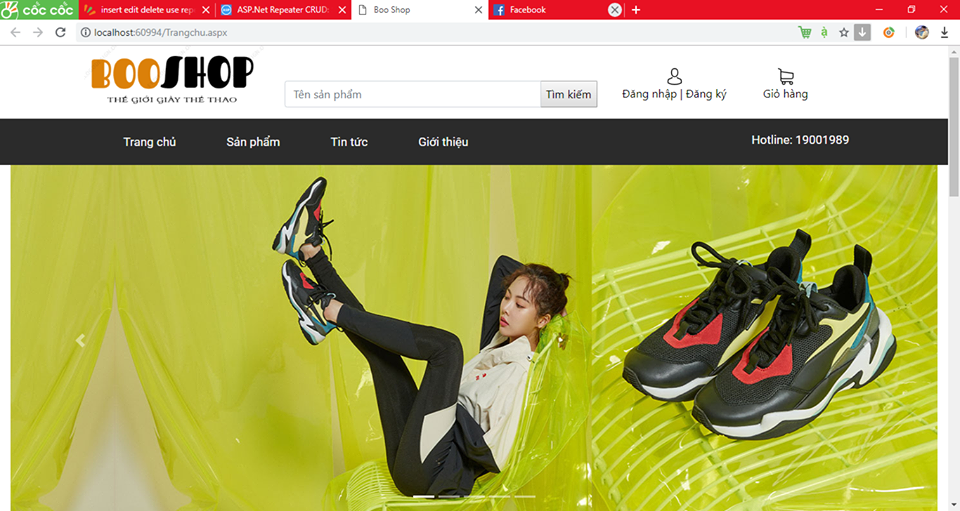 cốc cốc
insert edit delete use rep
ASP.Net Repeater CRUD:
Boo Shop
Facebook
localhost:60994/Trangchu.aspx
BOOSHOP
THẾ GIỚI GIÀY THỂ THAO
Tên sản phẩm
Tìm kiếm
Đăng nhập | Đăng ký
Giỏ hàng
Trang chủ
Sản phẩm
Tin tức
Giới thiệu
Hotline: 19001989